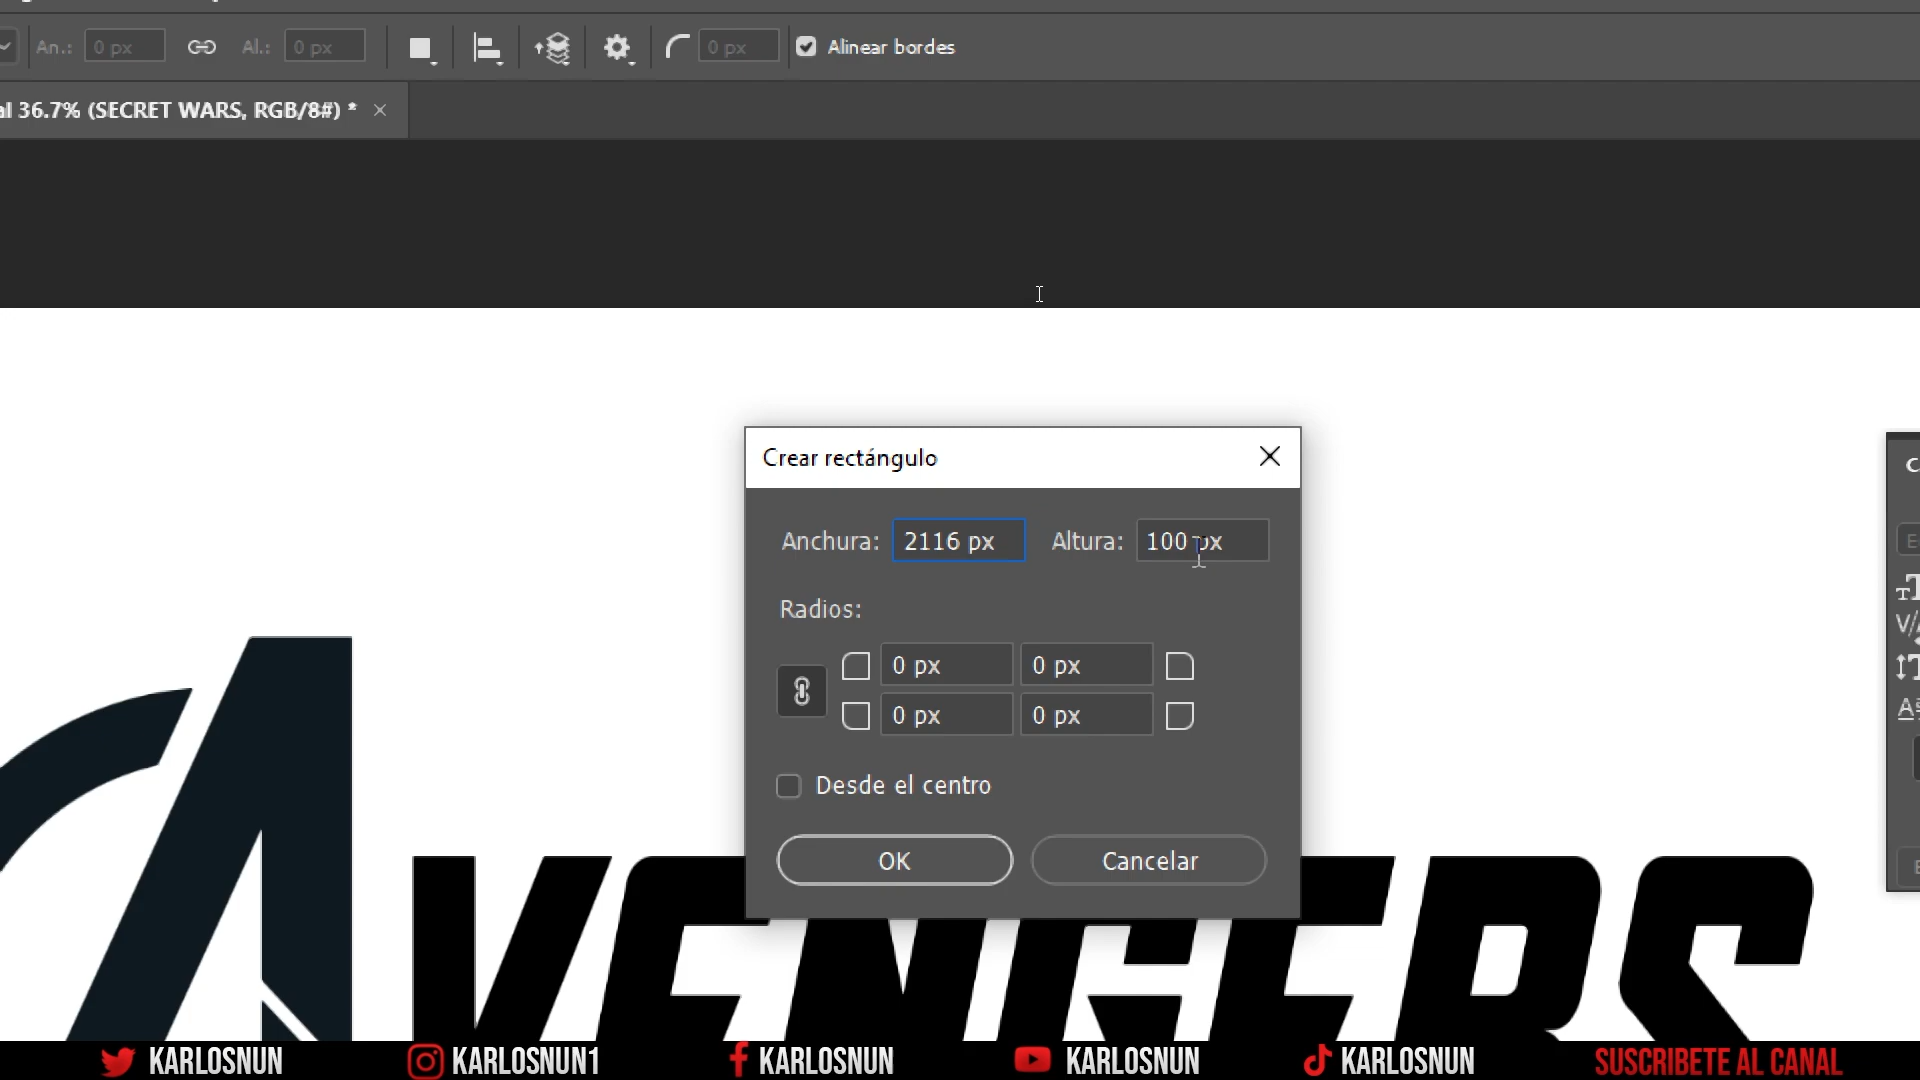 An.: 0 px Al.: 0 px 0 px Alinear bordes
al 36.7% (SECRET WARS, RGB/8#) * ×
Crear rectángulo
Anchura: 2116 px Altura: 100 px
Radios:
0 px 0 px
0 px 0 px
Desde el centro
OK Cancelar
AVENGERS
KARLOSNUN KARLOSNUN1 KARLOSNUN KARLOSNUN KARLOSNUN SUSCRIBETE AL CANAL